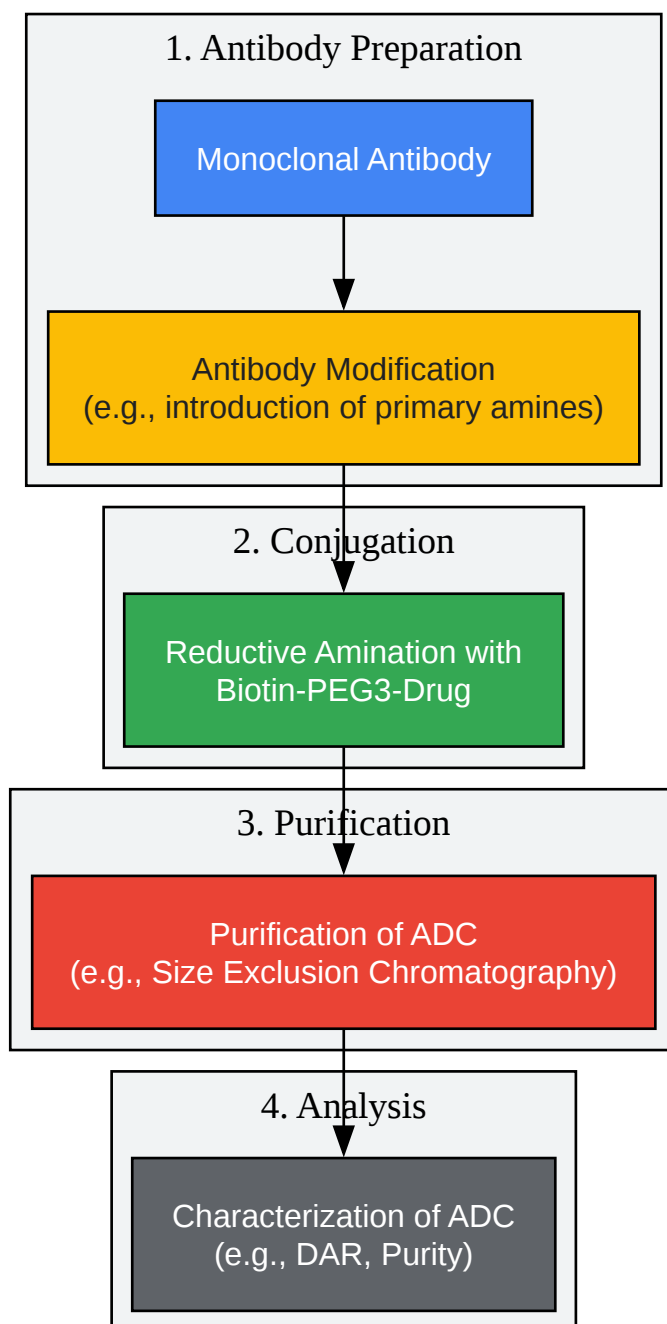 1. Antibody Preparation
Monoclonal Antibody
Antibody Modification
(e.g., introduction of primary amines)
2. Conjugation
Reductive Amination with
Biotin-PEG3-Drug
3. Purification
Purification of ADC
(e.g., Size Exclusion Chromatography)
4. Analysis
Characterization of ADC
(e.g., DAR, Purity)